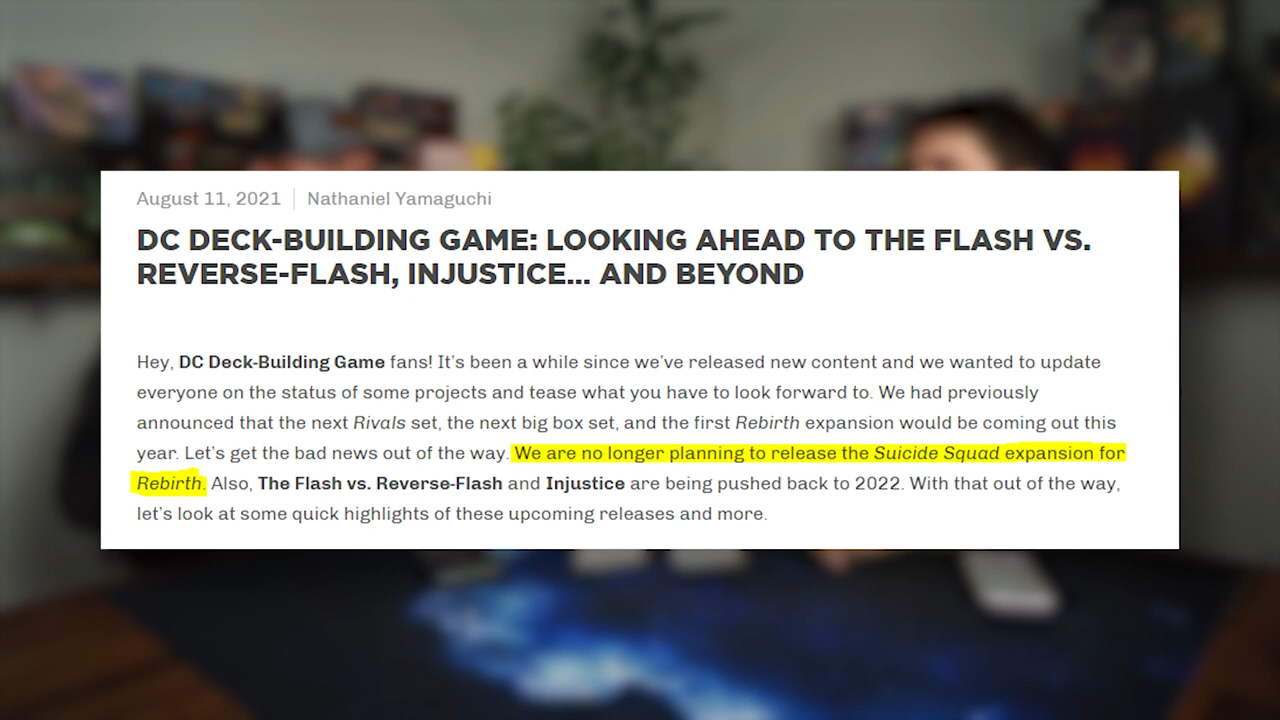 August 11, 2021 | Nathaniel Yamaguchi
DC DECK-BUILDING GAME: LOOKING AHEAD TO THE FLASH VS.
REVERSE-FLASH, INJUSTICE... AND BEYOND
Hey, DC Deck-Building Game fans! It’s been a while since we’ve released new content and we wanted to update
everyone on the status of some projects and tease what you have to look forward to. We had previously
announced that the next Rivals set, the next big box set, and the first Rebirth expansion would be coming out this
year. Let’s get the bad news out of the way. We are no longer planning to release the Suicide Squad expansion for
Rebirth. Also, The Flash vs. Reverse-Flash and Injustice are being pushed back to 2022. With that out of the way,
let’s look at some quick highlights of these upcoming releases and more.